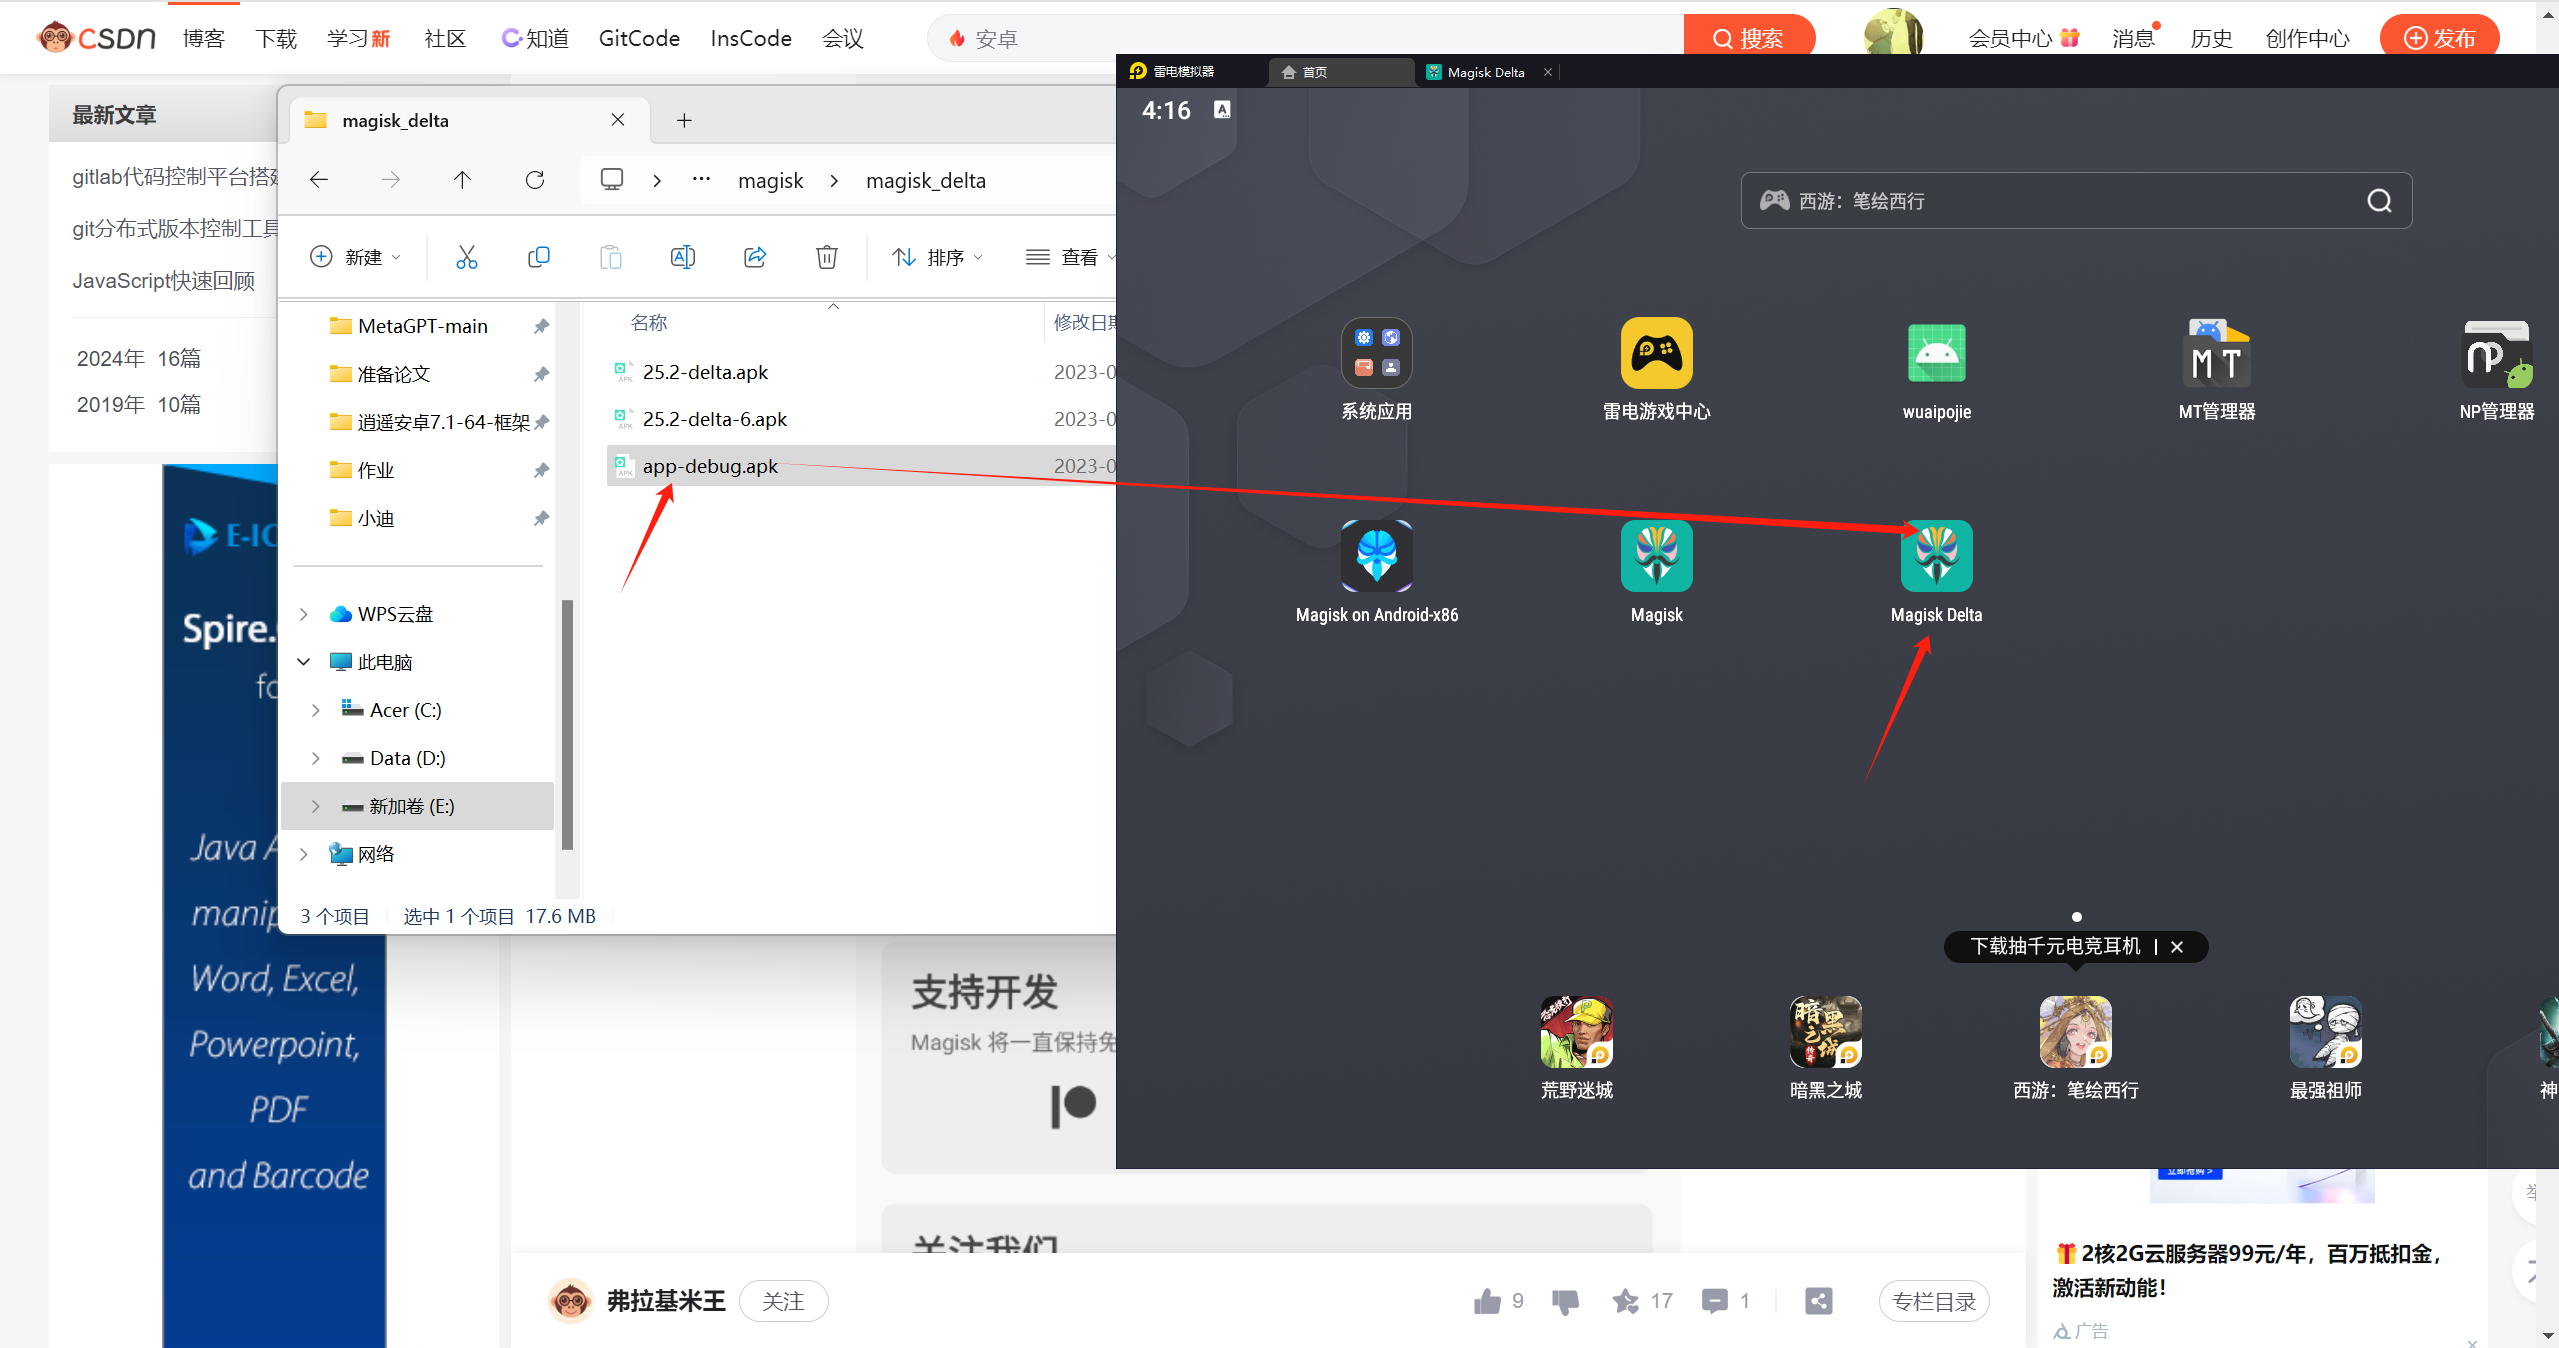 CSDN 博客 下载 学习新 社区 C知道 GitCode InsCode 会议 安卓 搜索 会员中心 消息 历史 创作中心 发布
最新文章
gitlab代码控制平台搭建
git分布式版本控制工具
JavaScript快速回顾
2024年 16篇
2019年 10篇
E-IC
Spire.
fo
Java A
manip
Word, Excel,
Powerpoint,
PDF
and Barcode
magisk_delta
magisk > magisk_delta
新建 排序 查看
MetaGPT-main
准备论文
逍遥安卓7.1-64-框架
作业
小迪
WPS云盘
此电脑
Acer (C:)
Data (D:)
新加卷 (E:)
网络
名称 修改日期
25.2-delta.apk 2023-0
25.2-delta-6.apk 2023-0
app-debug.apk 2023-0
3 个项目 选中 1 个项目 17.6 MB
雷电模拟器 首页 Magisk Delta
4:16 A
西游：笔绘西行
系统应用 雷电游戏中心 wuaipojie MT管理器 NP管理器
Magisk on Android-x86 Magisk Magisk Delta
下载抽千元电竞耳机
荒野迷城 暗黑之城 西游：笔绘西行 最强祖师 神
支持开发
Magisk 将一直保持免
关注我们
弗拉基米王 关注 9 17 1 专栏目录
立即抢购 >
2核2G云服务器99元/年，百万抵扣金，
激活新动能！
广告